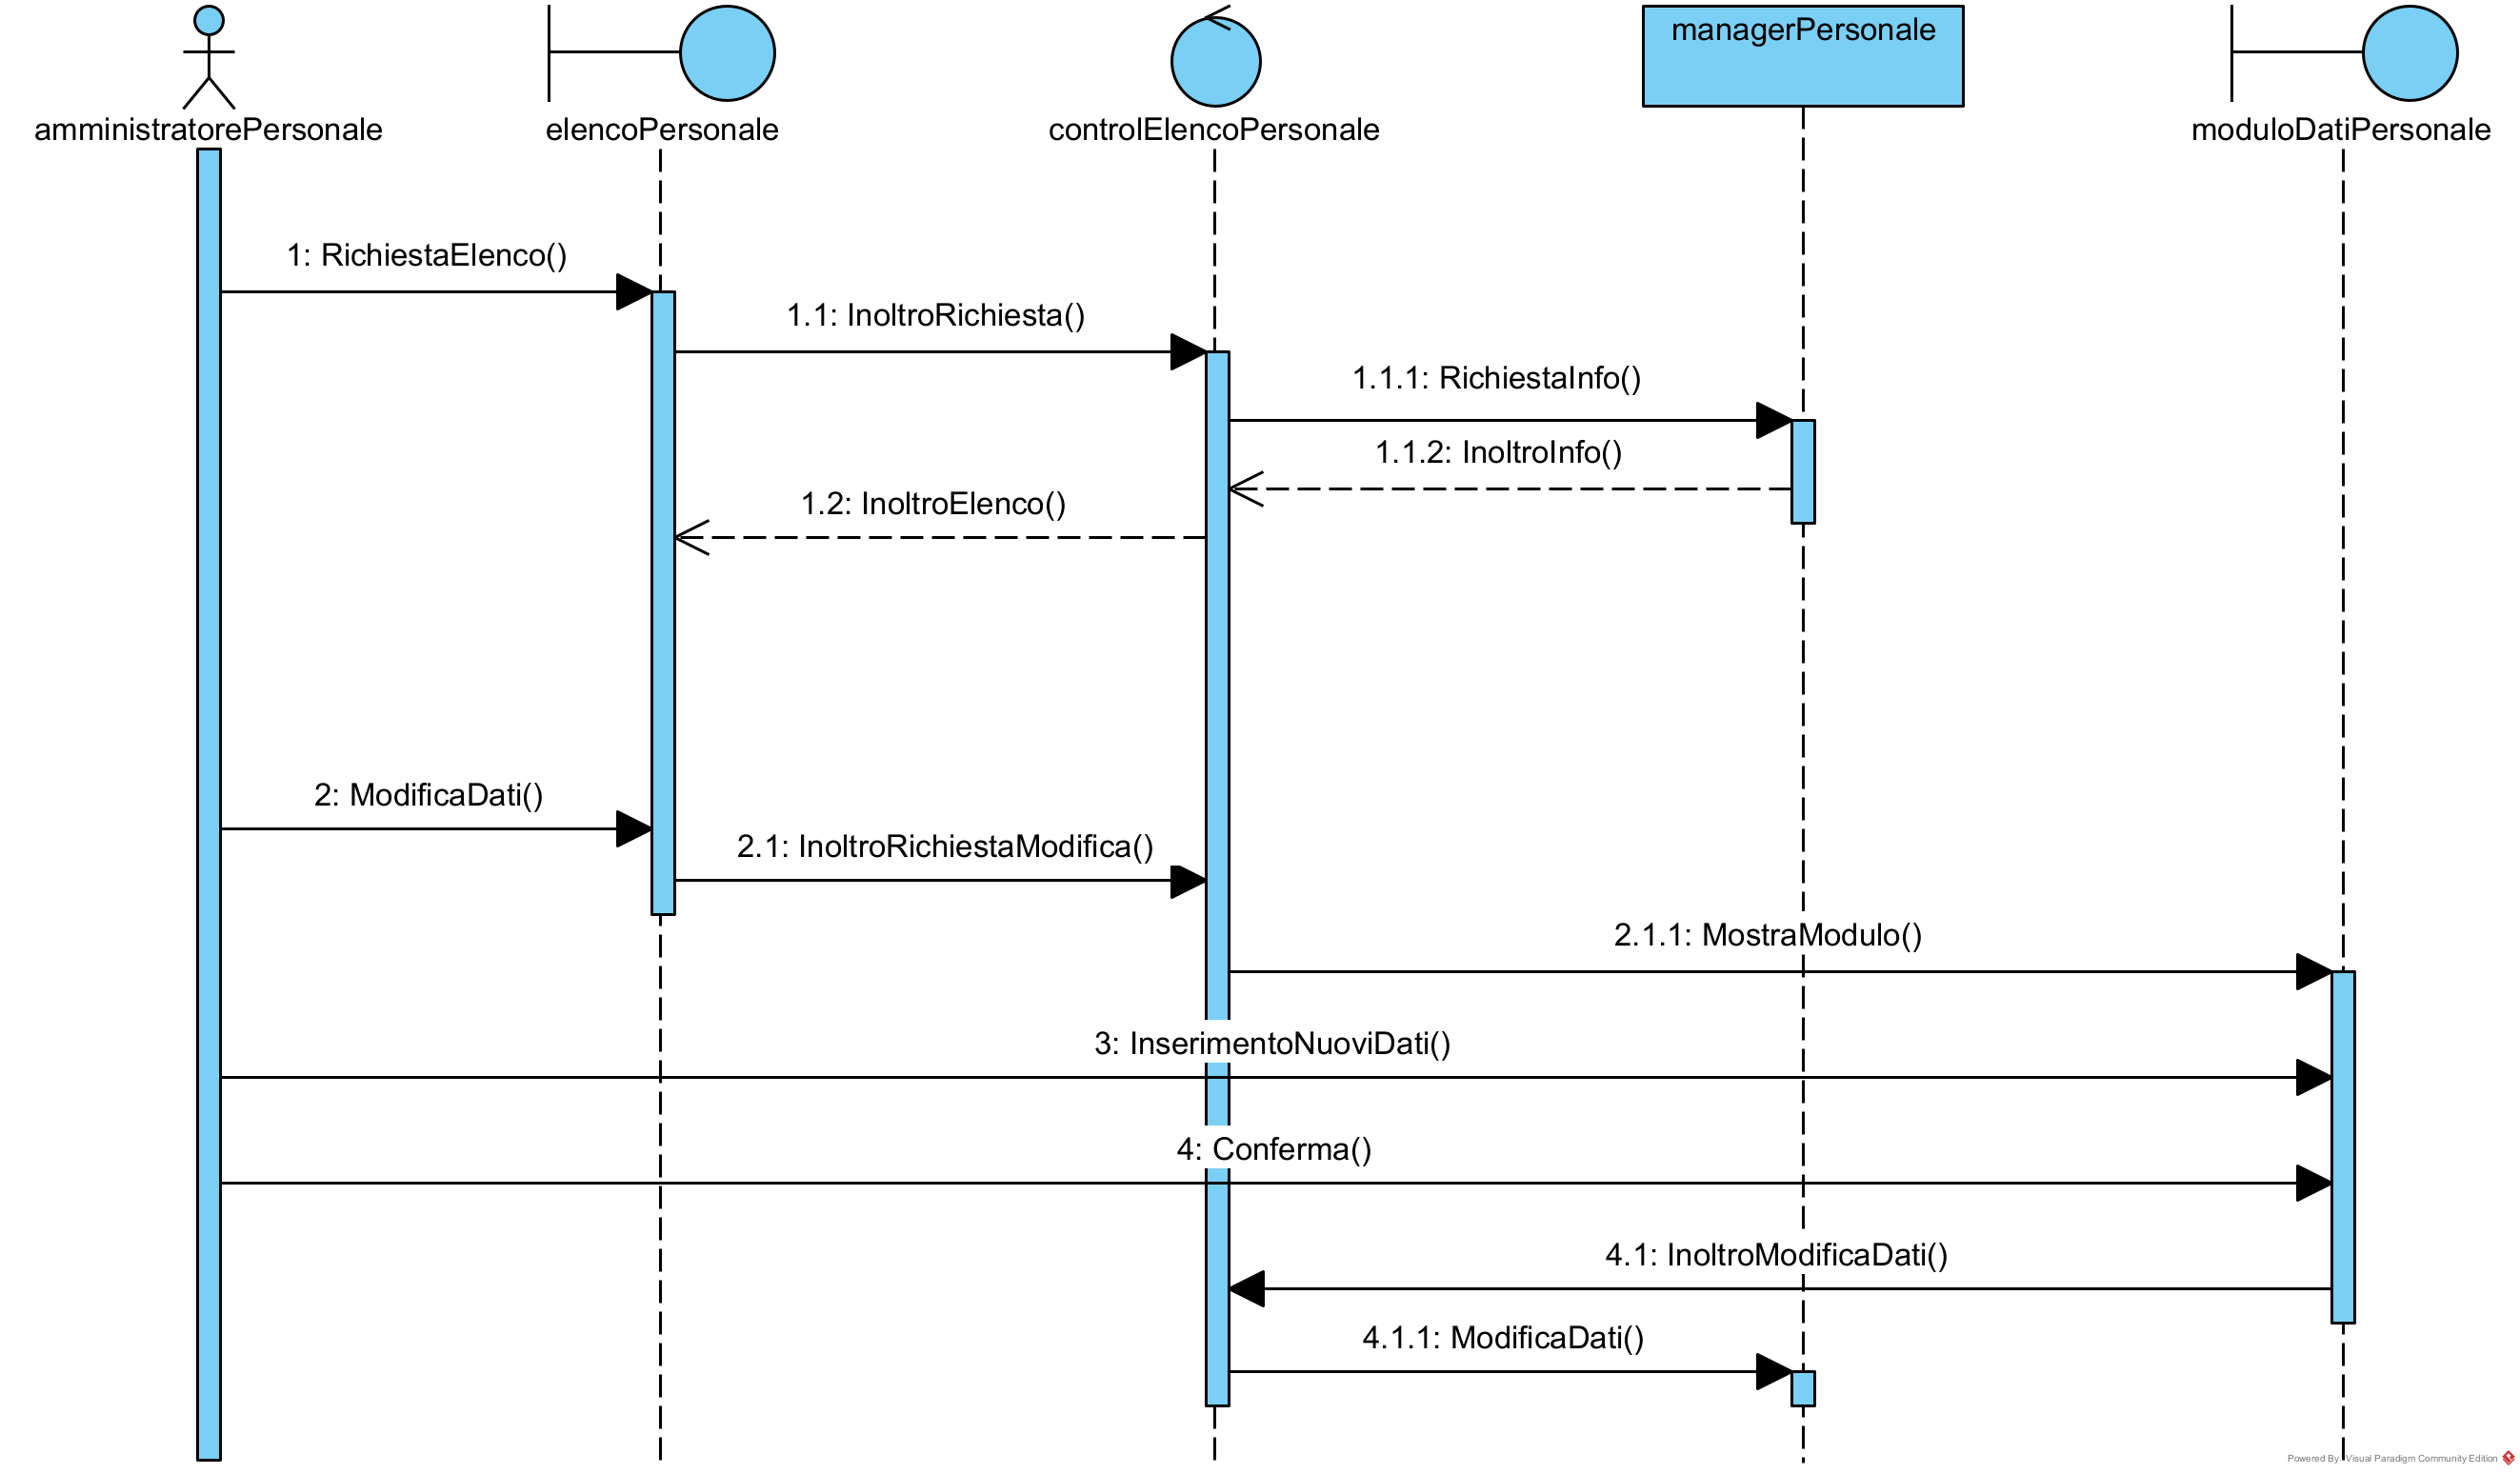 managerPersonale
amministratorePersonale
elencoPersonale
controlElencoPersonale
moduloDatiPersonale
1: RichiestaElenco()
1.1: InoltroRichiesta()
1.1.1: RichiestaInfo()
1.1.2: InoltroInfo()
1.2: InoltroElenco()
2: ModificaDati()
2.1: InoltroRichiestaModifica()
2.1.1: MostraModulo()
3: InserimentoNuoviDati()
4: Conferma()
4.1: InoltroModificaDati()
4.1.1: ModificaDati()
Powered By Visual Paradigm Community Edition